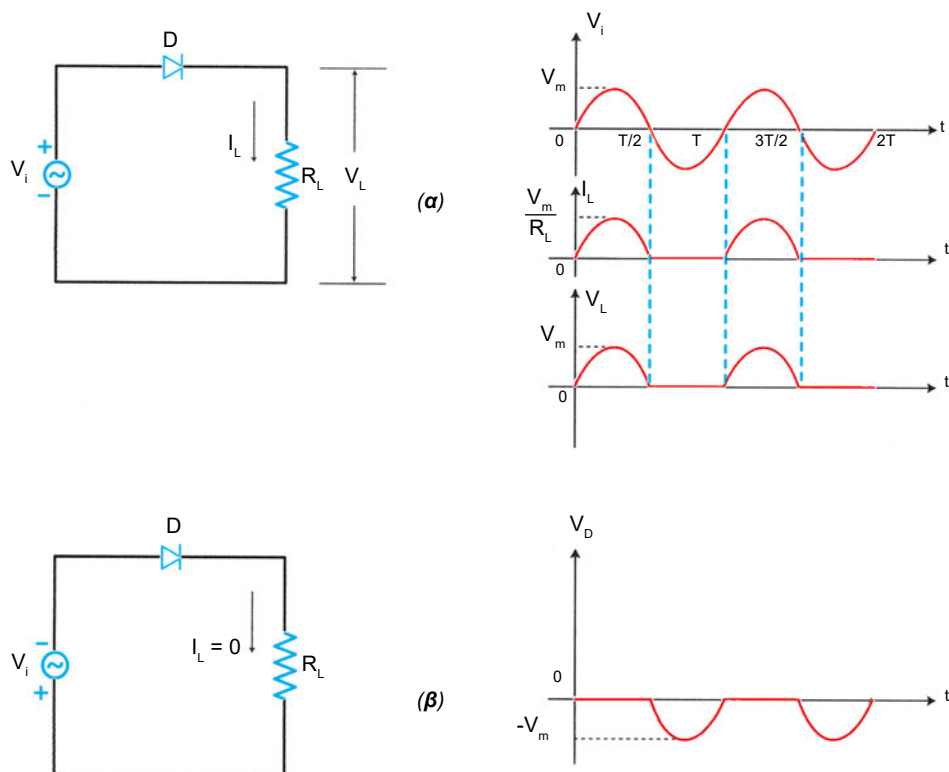 D
+
V_i
-
I_L
R_L
V_L
(α)
V_i
V_m
0
T/2
T
3T/2
2T
t
V_m
R_L
I_L
0
t
V_L
V_m
0
t
D
-
V_i
+
I_L = 0
R_L
(β)
V_D
0
-V_m
t